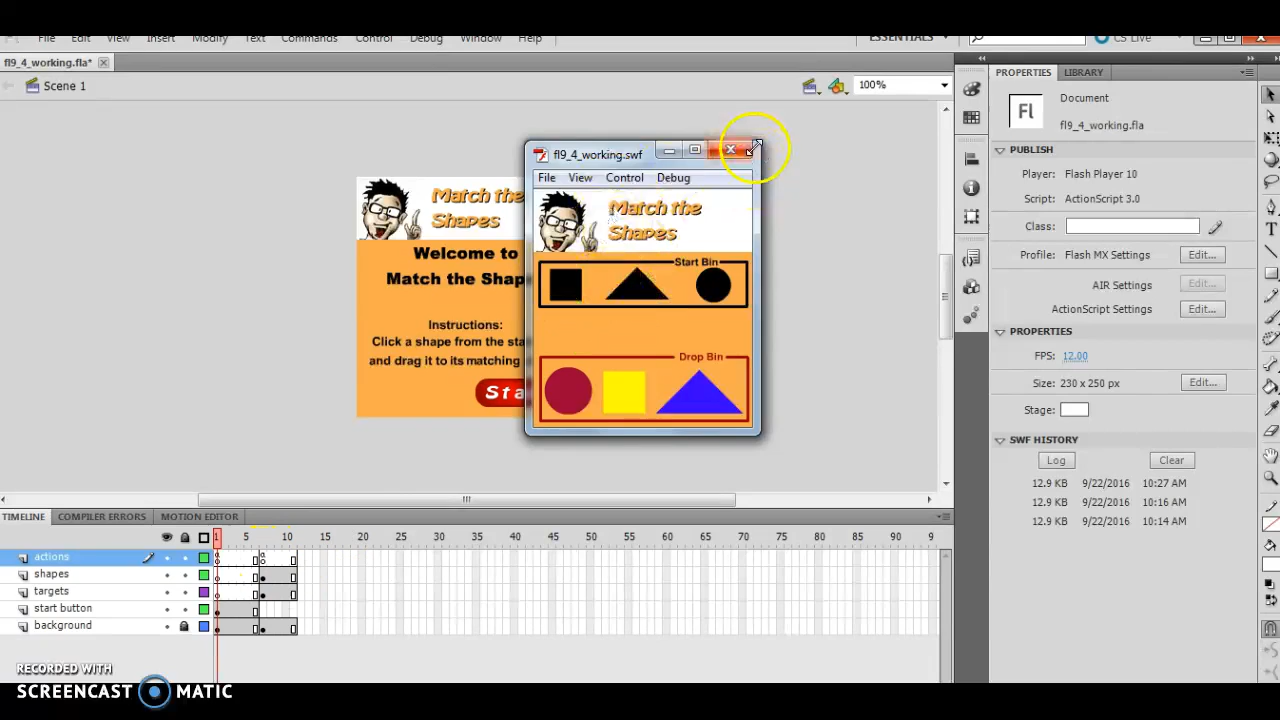 File Edit View Insert Modify Text Commands Control Debug Window Help ESSENTIALS CS Live
fl9_4_working.fla*
Scene 1 100%
PROPERTIES LIBRARY
Document
Fl
fl9_4_working.fla
PUBLISH
Player: Flash Player 10
Script: ActionScript 3.0
Class:
Profile: Flash MX Settings Edit...
AIR Settings Edit...
ActionScript Settings Edit...
PROPERTIES
FPS: 12.00
Size: 230 x 250 px Edit...
Stage:
SWF HISTORY
Log Clear
12.9 KB 9/22/2016 10:27 AM
12.9 KB 9/22/2016 10:16 AM
12.9 KB 9/22/2016 10:14 AM
Match the
Shapes
Welcome to
Match the Shap
Instructions:
Click a shape from the sta
and drag it to its matching
Sta
fl9_4_working.swf
File View Control Debug
Match the
Shapes
Start Bin
Drop Bin
TIMELINE COMPILER ERRORS MOTION EDITOR
1 5 10 15 20 25 30 35 40 45 50 55 60 65 70 75 80 85 90 9
actions
shapes
targets
start button
background
RECORDED WITH
SCREENCAST MATIC